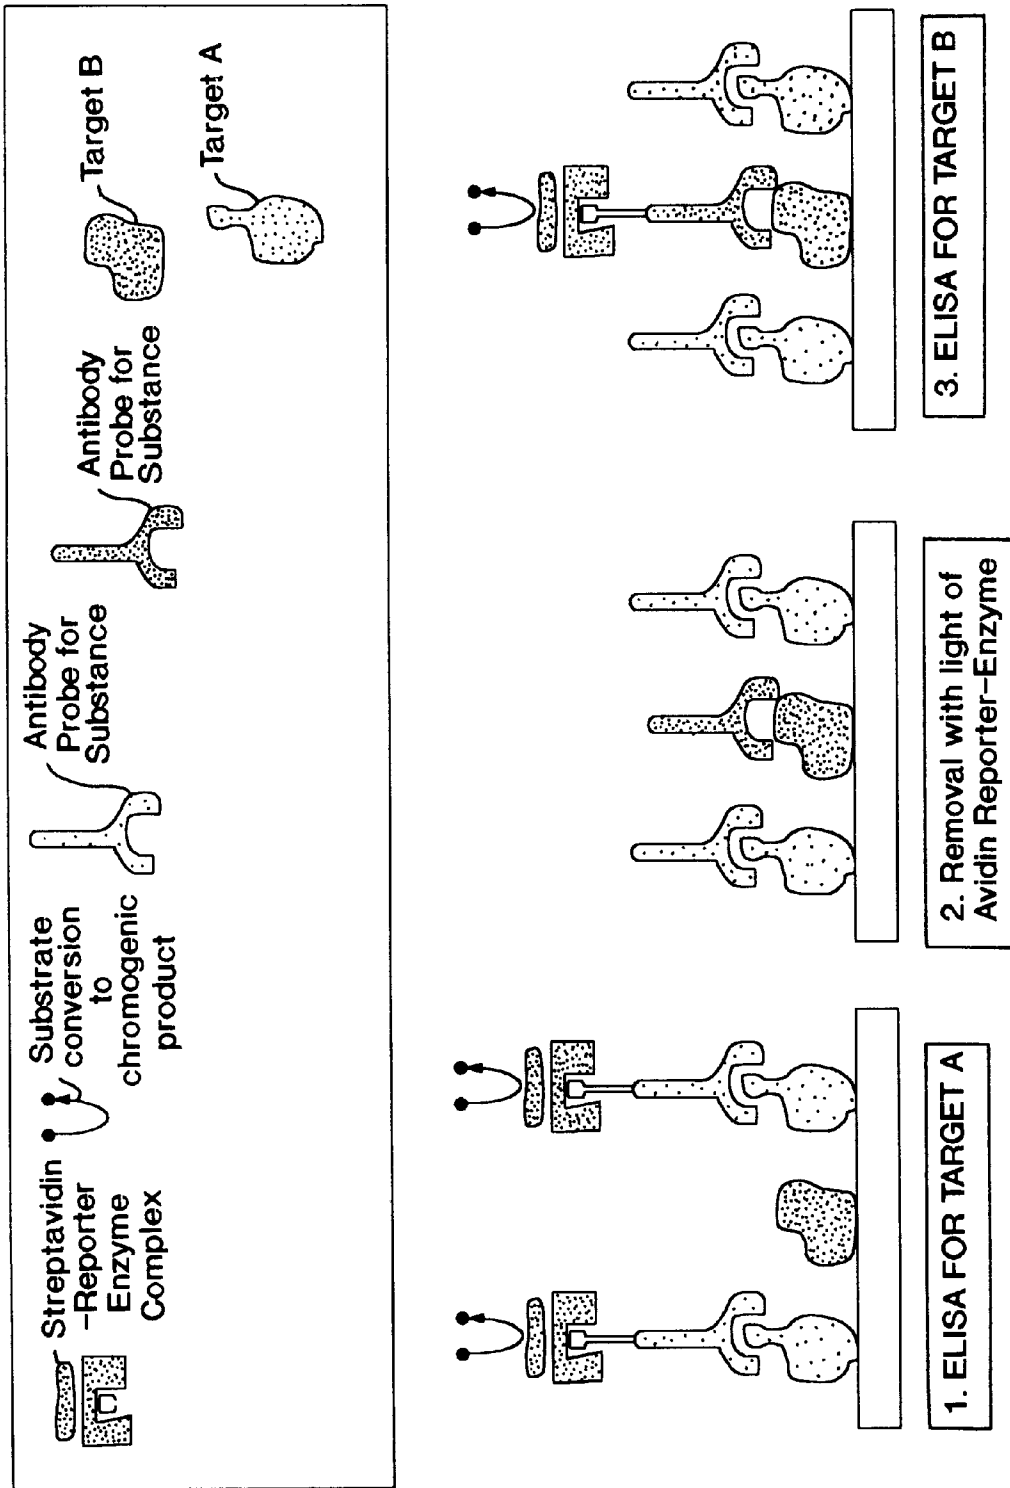 Streptavidin
–Reporter
Enzyme
Complex
Substrate
conversion
to
chromogenic
product
Antibody
Probe for
Substance
Antibody
Probe for
Substance
Target B
Target A
1. ELISA FOR TARGET A
2. Removal with light of
Avidin Reporter–Enzyme
3. ELISA FOR TARGET B